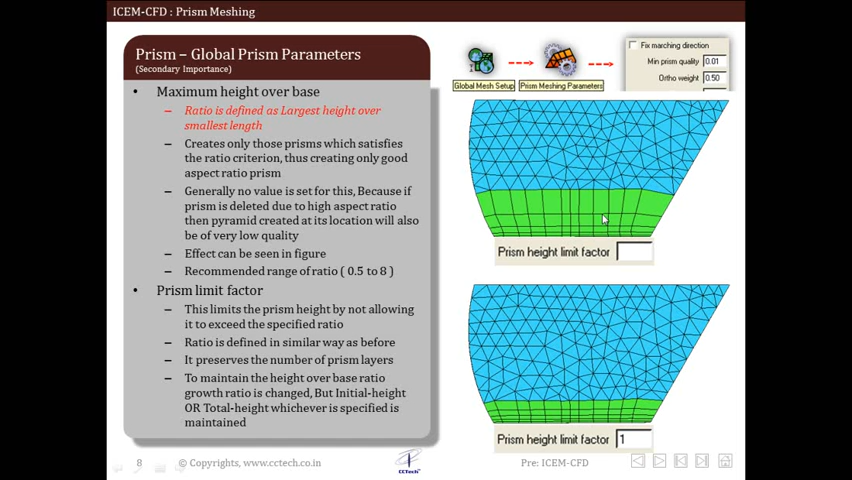 ICEM-CFD : Prism Meshing
Prism – Global Prism Parameters
(Secondary Importance)
• Maximum height over base
– Ratio is defined as Largest height over
smallest length
– Creates only those prisms which satisfies
the ratio criterion, thus creating only good
aspect ratio prism
– Generally no value is set for this, Because if
prism is deleted due to high aspect ratio
then pyramid created at its location will also
be of very low quality
– Effect can be seen in figure
– Recommended range of ratio ( 0.5 to 8 )
• Prism limit factor
– This limits the prism height by not allowing
it to exceed the specified ratio
– Ratio is defined in similar way as before
– It preserves the number of prism layers
– To maintain the height over base ratio
growth ratio is changed, But Initial-height
OR Total-height whichever is specified is
maintained
Global Mesh Setup
Prism Meshing Parameters
Fix marching direction
Min prism quality 0.01
Ortho weight 0.50
Prism height limit factor
Prism height limit factor 1
8
© Copyrights, www.cctech.co.in
CCTech
Pre: ICEM-CFD